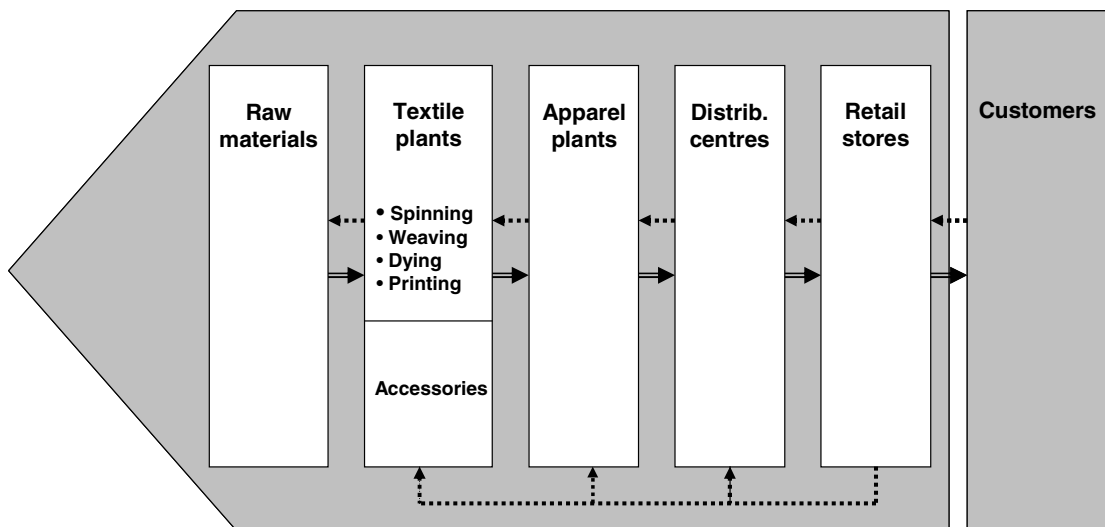 Raw
materials
Textile
plants
• Spinning
• Weaving
• Dying
• Printing
Accessories
Apparel
plants
Distrib.
centres
Retail
stores
Customers